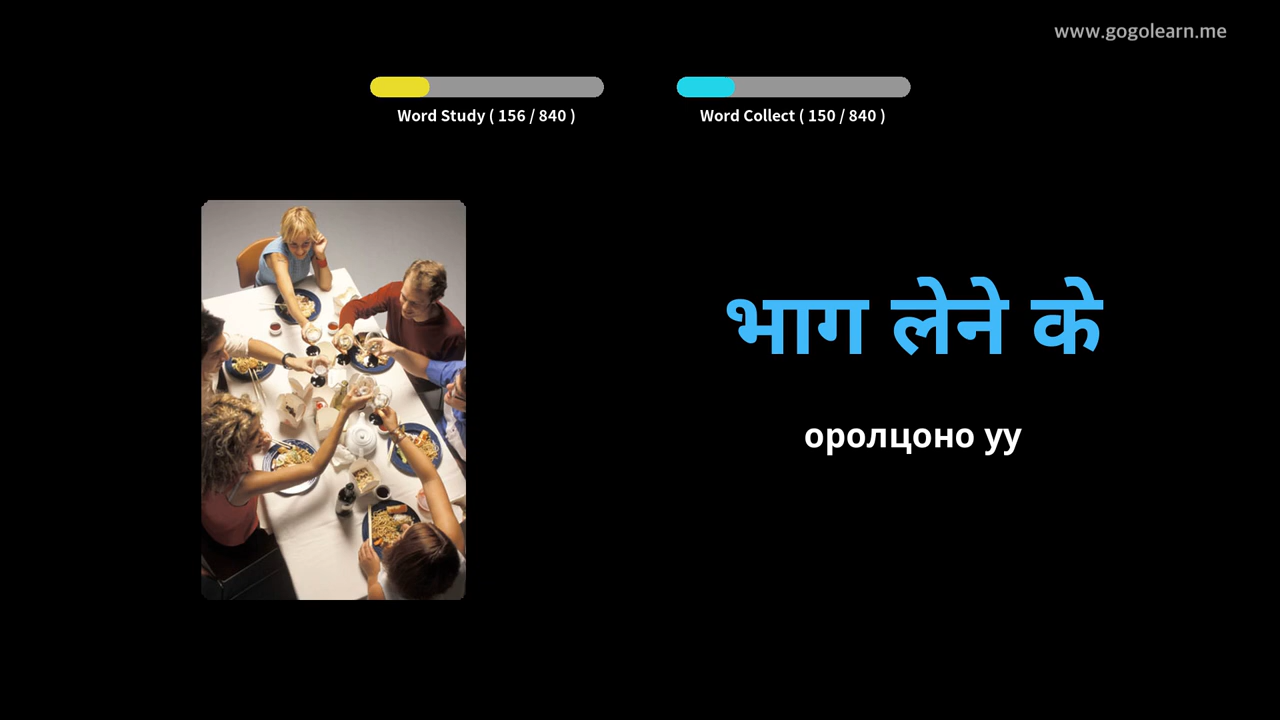 www.gogolearn.me
Word Study ( 156 / 840 )
Word Collect ( 150 / 840 )
भाग लेने के
оролцоно уу